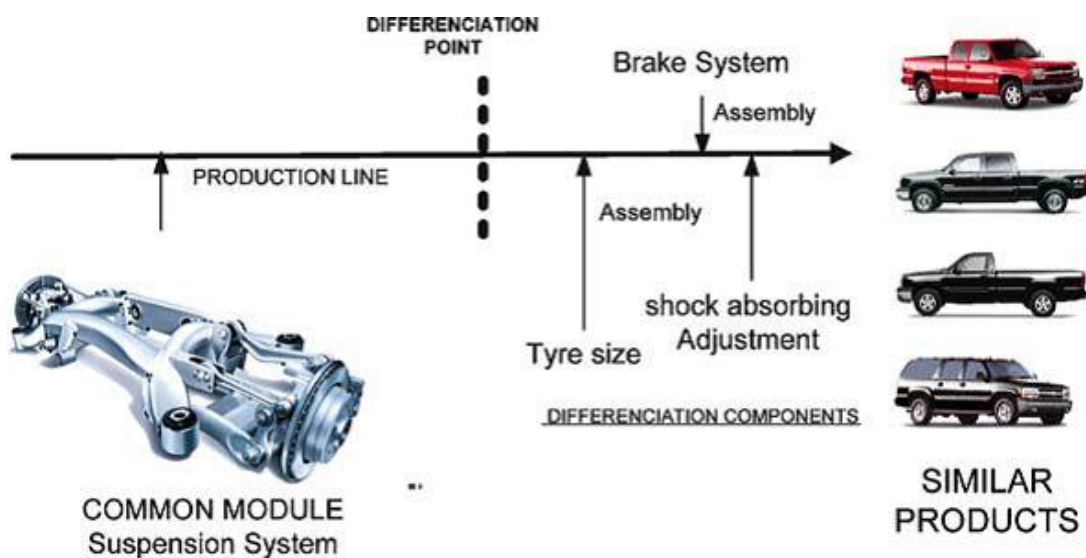 DIFFERENCIATION
POINT
Brake System
Assembly
PRODUCTION LINE
Assembly
shock absorbing
Adjustment
Tyre size
DIFFERENCIATION COMPONENTS
COMMON MODULE
Suspension System
SIMILAR
PRODUCTS